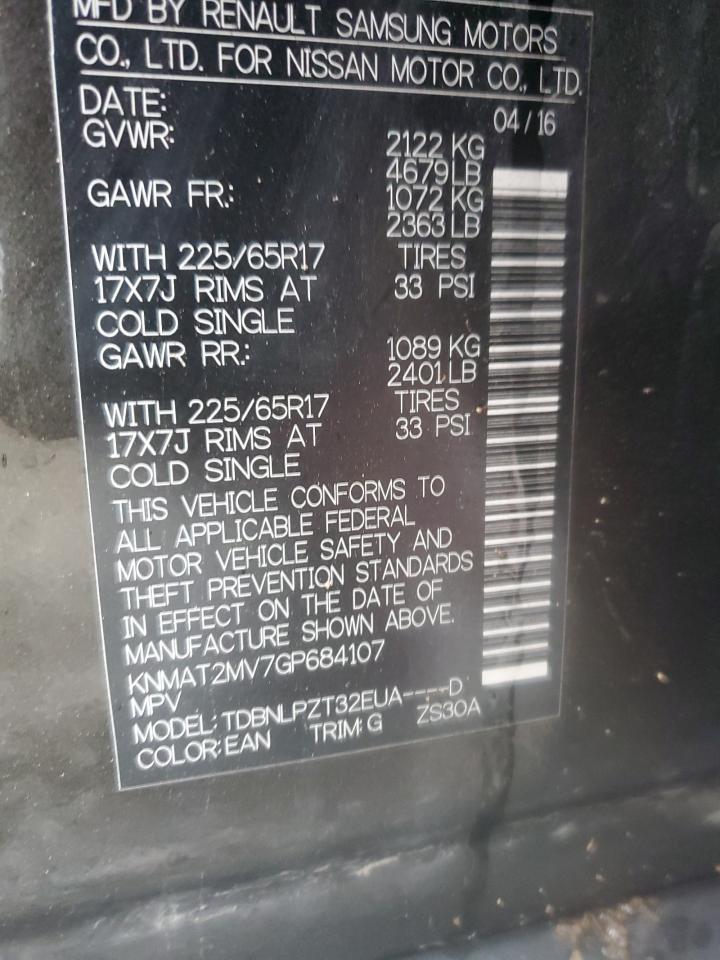 MFD BY RENAULT SAMSUNG MOTORS
CO., LTD. FOR NISSAN MOTOR CO., LTD.
DATE: 04/16
GVWR: 2122 KG
4679 LB
GAWR FR.: 1072 KG
2363 LB
WITH 225/65R17 TIRES
17X7J RIMS AT 33 PSI
COLD SINGLE
GAWR RR.: 1089 KG
2401 LB
WITH 225/65R17 TIRES
17X7J RIMS AT 33 PSI
COLD SINGLE
THIS VEHICLE CONFORMS TO
ALL APPLICABLE FEDERAL
MOTOR VEHICLE SAFETY AND
THEFT PREVENTION STANDARDS
IN EFFECT ON THE DATE OF
MANUFACTURE SHOWN ABOVE.
KNMAT2MV7GP684107
MPV
MODEL: TDBNLPZT32EUA----D
COLOR: EAN TRIM: G ZS30A